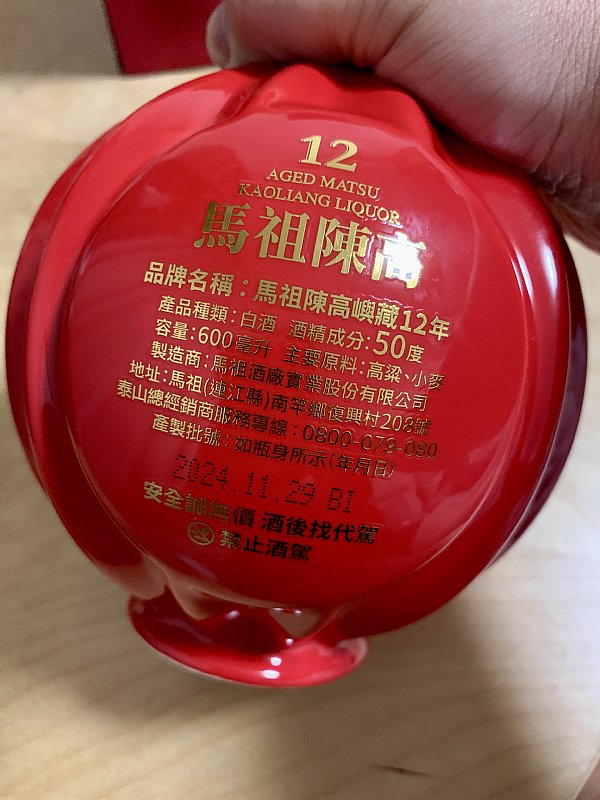 12
AGED MATSU
KAOLIANG LIQUOR
馬祖陳高
品牌名稱：馬祖陳高嶼藏12年
產品種類：白酒 酒精成分：50度
容量：600毫升 主要原料：高粱、小麥
製造商：馬祖酒廠實業股份有限公司
地址：馬祖(連江縣)南竿鄉復興村208號
泰山總經銷商服務專線：0800-079-080
產製批號：如瓶身所示(年月日)
2024.11.29 BI
安全誠無價 酒後找代駕
禁止酒駕